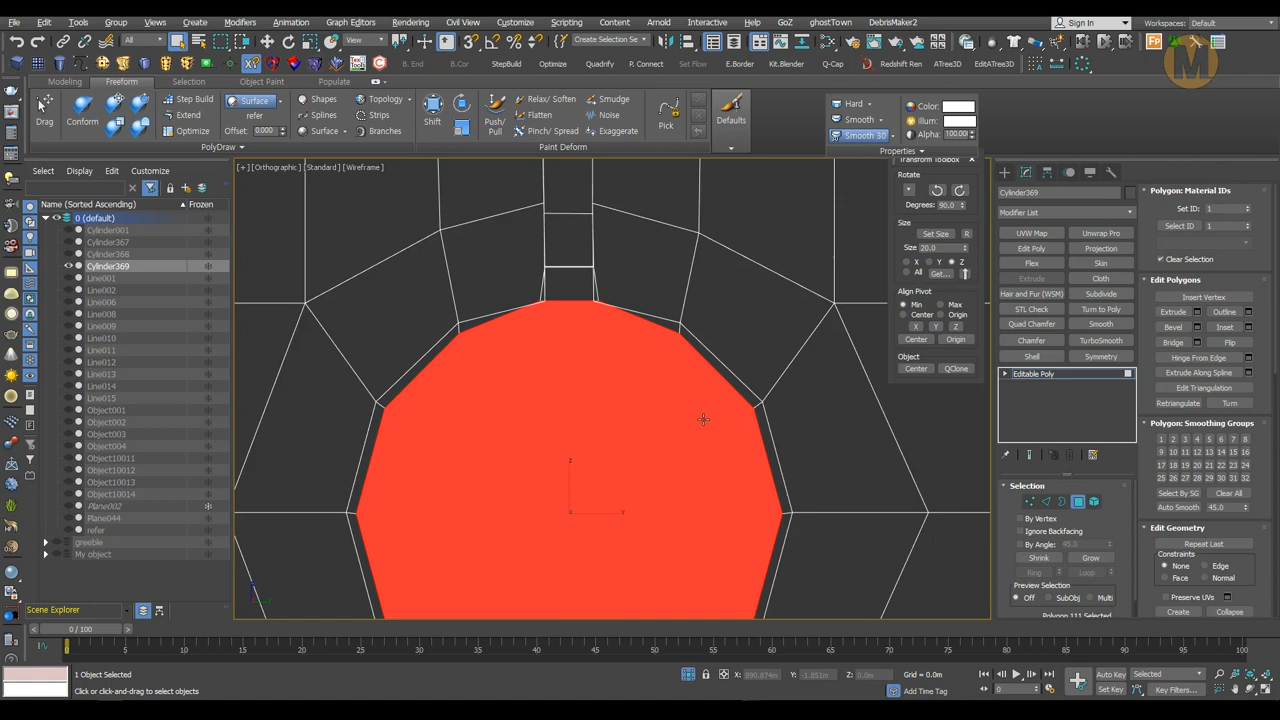 File Edit Tools Group Views Create Modifiers Animation Graph Editors Rendering Civil View Customize Scripting Content Arnold Interactive GoZ ghostTown DebrisMaker2 Sign In Workspaces: Default
All View Create Selection Se
B.Edge B.Cor StepBuild Optimize Quadrify P. Connect Set Flow E.Border Kit.Blender Q-Cap Redshift Ren ATree3D EditATree3D
Modeling Freeform Selection Object Paint Populate
Drag Conform Step Build Extend Optimize Surface refer Offset: 0.000 Shapes Splines Surface Topology Strips Branches Shift Push/ Pull Relax/ Soften Flatten Pinch/ Spread Smudge Noise Exaggerate Pick Defaults Hard Smooth Smooth 30 Color: Illum: Alpha: 100.00
PolyDraw Paint Deform Properties
Select Display Edit Customize
Name (Sorted Ascending) Frozen
0 (default)
Cylinder001
Cylinder367
Cylinder368
Cylinder369
Line001
Line002
Line006
Line008
Line009
Line010
Line011
Line012
Line013
Line014
Line015
Object001
Object002
Object003
Object004
Object10011
Object10012
Object10013
Object10014
Plane002
Plane044
refer
greeble
My object
Scene Explorer Default
[+] [Orthographic] [Standard] [Wireframe]
z
x
y
Transform Toolbox
Rotate
Degrees: 90.0
Size
Set Size R
Size 20.0
X Y Z
All Get...
Align Pivot
Min Max
Center Origin
X Y Z
Center Origin
Object
Center QClone
Cylinder369
Modifier List
UVW Map Unwrap Pro
Edit Poly Projection
Flex Skin
Extrude Cloth
Hair and Fur (WSM) Subdivide
STL Check Turn to Poly
Quad Chamfer Smooth
Chamfer TurboSmooth
Shell Symmetry
Editable Poly
Selection
By Vertex
Ignore Backfacing
By Angle: 45.0
Shrink Grow
Ring Loop
Preview Selection
Off SubObj Multi
Polygon 111 Selected
Polygon: Material IDs
Set ID: 1
Select ID 1
Clear Selection
Edit Polygons
Insert Vertex
Extrude Outline
Bevel Inset
Bridge Flip
Hinge From Edge
Extrude Along Spline
Edit Triangulation
Retriangulate Turn
Polygon: Smoothing Groups
1 2 3 4 5 6 7 8
9 10 11 12 13 14 15 16
17 18 19 20 21 22 23 24
25 26 27 28 29 30 31 32
Select By SG Clear All
Auto Smooth 45.0
Edit Geometry
Repeat Last
Constraints
None Edge
Face Normal
Preserve UVs
Create Collapse
0 / 100
0 5 10 15 20 25 30 35 40 45 50 55 60 65 70 75 80 85 90 95 100
1 Object Selected
Click or click-and-drag to select objects
X: 890.874m Y: -1.851m Z: 0.0m Grid = 0.0m
Add Time Tag
0
Auto Key Selected
Set Key Key Filters...
M